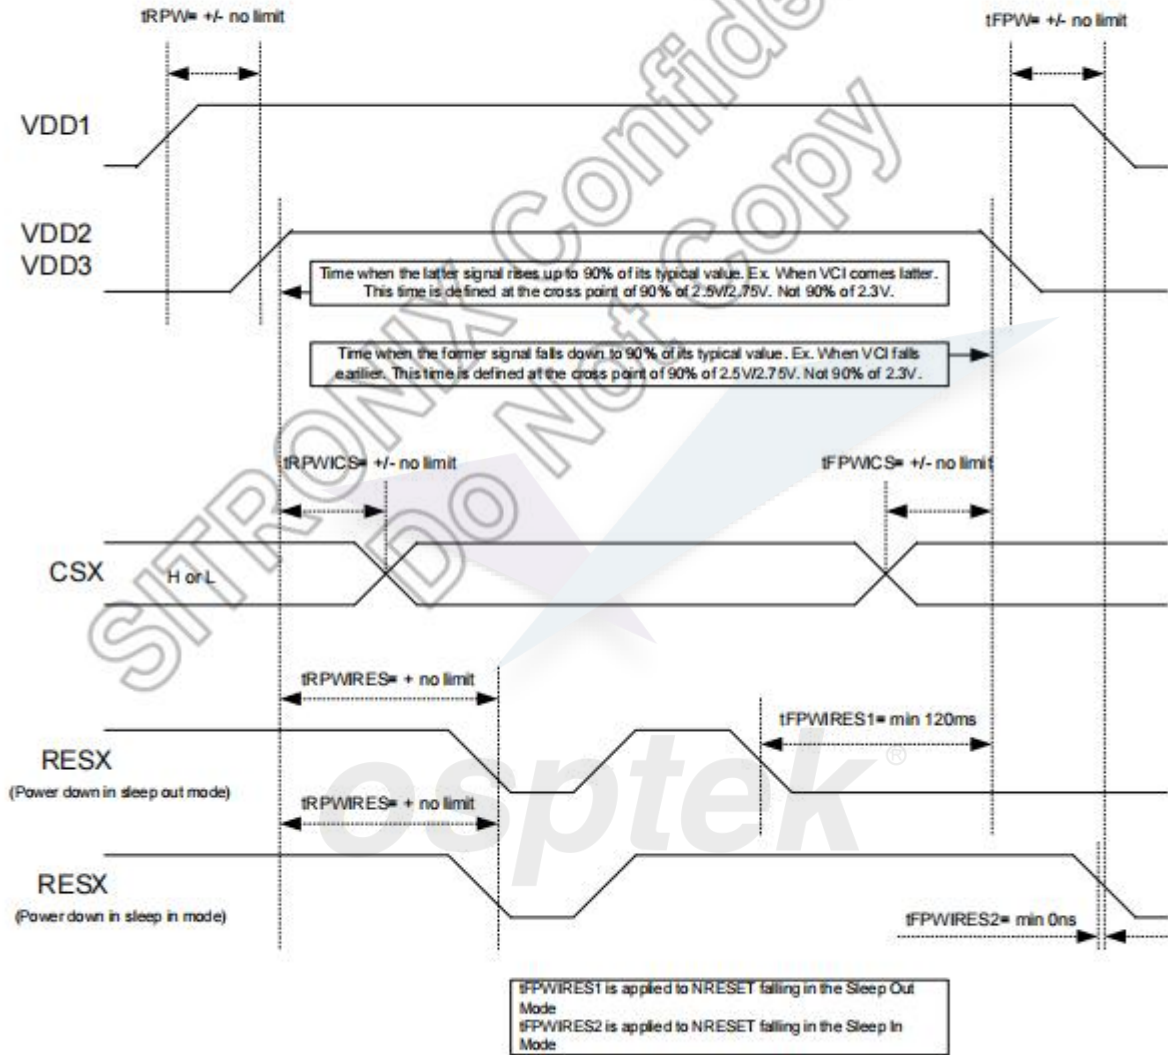 tRPW= +/- no limit
tFPW= +/- no limit
VDD1
VDD2
VDD3
Time when the latter signal rises up to 90% of its typical value. Ex. When VCI comes latter.
This time is defined at the cross point of 90% of 2.5V/2.75V. Not 90% of 2.3V.
Time when the former signal falls down to 90% of its typical value. Ex. When VCI falls
earilier. This time is defined at the cross point of 90% of 2.5V/2.75V. Not 90% of 2.3V.
tRPWICS= +/- no limit
tFPWICS= +/- no limit
CSX
H or L
tRPWIRES= + no limit
tFPWIRES1= min 120ms
RESX
(Power down in sleep out mode)
tRPWIRES= + no limit
RESX
(Power down in sleep in mode)
tFPWIRES2= min 0ns
tFPWIRES1 is applied to NRESET falling in the Sleep Out
Mode
tFPWIRES2 is applied to NRESET falling in the Sleep In
Mode
SITRONIX Confide
Do Not Copy
osptek®